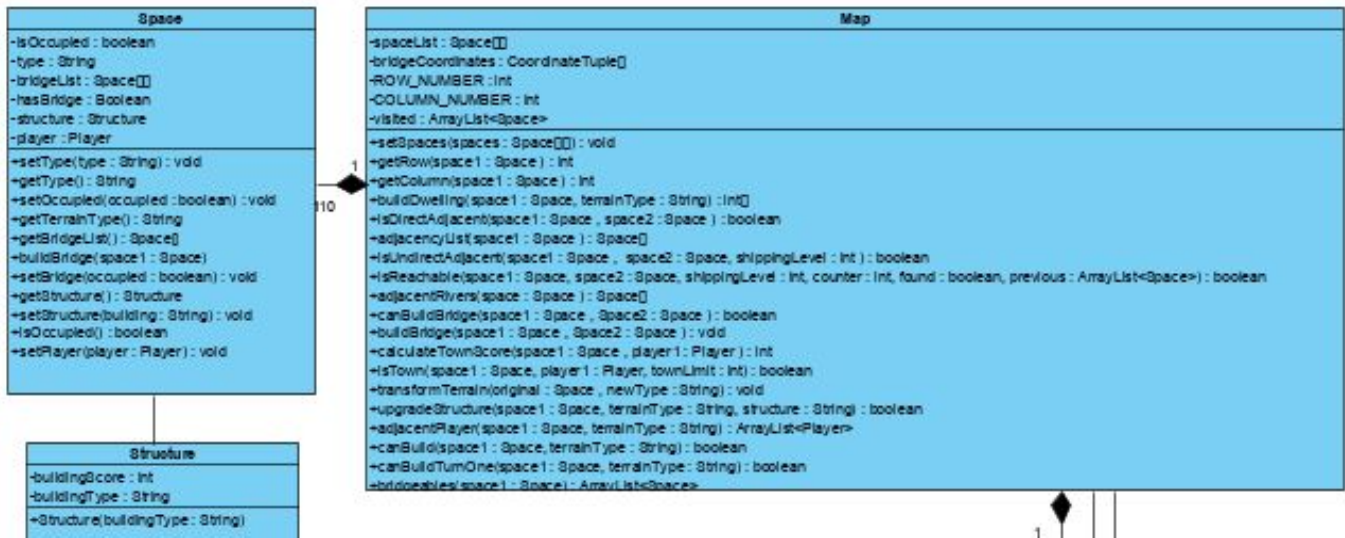 Space
-isOccupied : boolean
-type : String
-bridgeList : Space[][]
-hasBridge : Boolean
-structure : Structure
-player : Player
+setType(type : String) : void
+getType() : String
+setOccupied(occupied : boolean) : void
+getTerrainType() : String
+getBridgeList() : Space[]
+buildBridge(space1 : Space)
+setBridge(occupied : boolean) : void
+getStructure() : Structure
+setStructure(building : String) : void
+isOccupied() : boolean
+setPlayer(player : Player) : void
1
110
Map
-spaceList : Space[][]
-bridgeCoordinates : CoordinateTuple[]
-ROW_NUMBER : int
-COLUMN_NUMBER : int
-visited : ArrayList<Space>
+setSpaces(spaces : Space[][]) : void
+getRow(space1 : Space ) : int
+getColumn(space1 : Space ) : int
+buildDwelling(space1 : Space, terrainType : String) : int[]
+isDirectAdjacent(space1 : Space , space2 : Space ) : boolean
+adjacencyList(space1 : Space ) : Space[]
+isUndirectAdjacent(space1 : Space , space2 : Space, shippingLevel : int ) : boolean
+isReachable(space1 : Space, space2 : Space, shippingLevel : int, counter : int, found : boolean, previous : ArrayList<Space>) : boolean
+adjacentRivers(space : Space ) : Space[]
+canBuildBridge(space1 : Space , Space2 : Space ) : boolean
+buildBridge(space1 : Space , Space2 : Space ) : void
+calculateTownScore(space1 : Space , player1 : Player ) : int
+isTown(space1 : Space, player1 : Player, townLimit : int) : boolean
+transformTerrain(original : Space , newType : String) : void
+upgradeStructure(space1 : Space, terrainType : String, structure : String) : boolean
+adjacentPlayer(space1 : Space, terrainType : String) : ArrayList<Player>
+canBuild(space1 : Space,terrainType : String) : boolean
+canBuildTurnOne(space1 : Space, terrainType : String) : boolean
+bridgeables(space1 : Space) : ArrayList<Space>
1
Structure
-buildingScore : int
-buildingType : String
+Structure(buildingType : String)